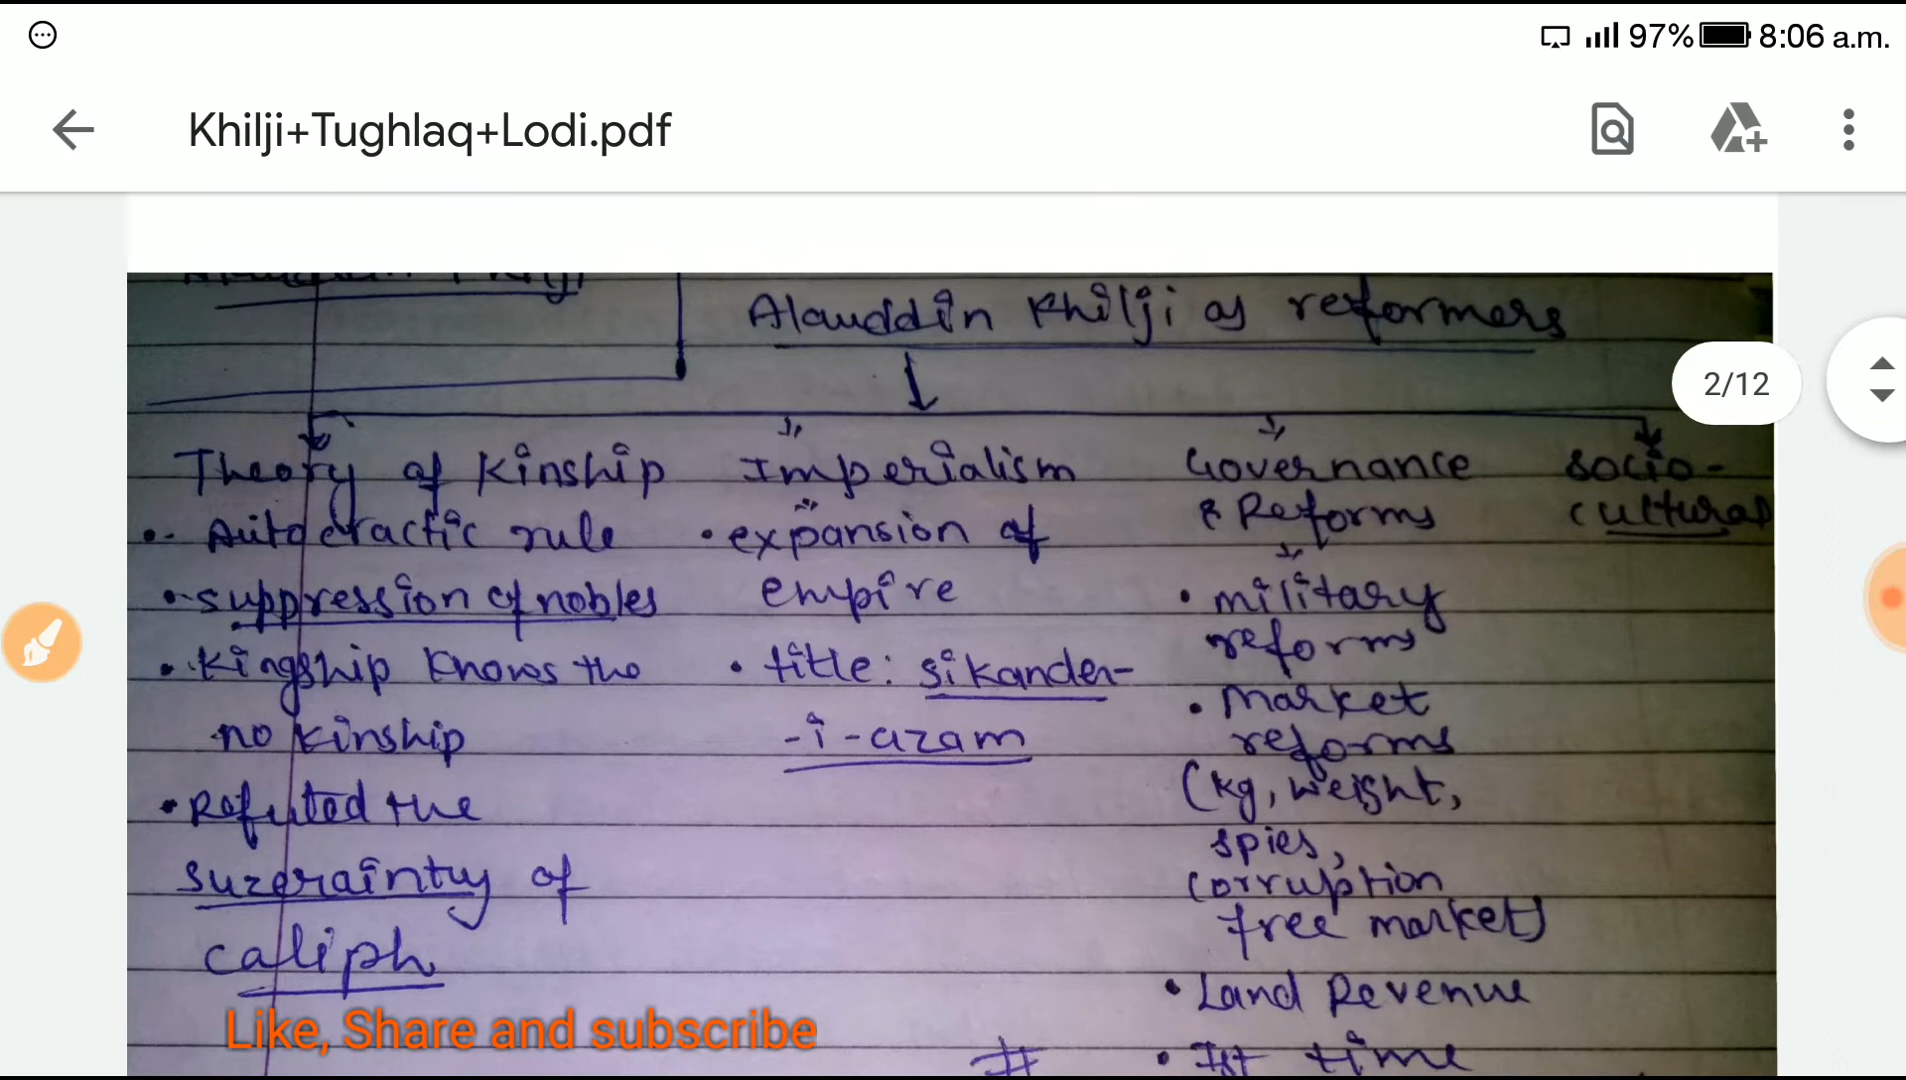 97% 8:06 a.m.
Khilji+Tughlaq+Lodi.pdf
2/12
Alauddin Khilji as reformers
Theory of Kinship
• Autocractic rule
• suppression of nobles
• Kingship knows the
no kinship
• Refuted the
suzerainty of
caliph
Imperialism
• expansion of
empire
• title: sikander-
-i-azam
Governance
& Reforms
• military
reforms
• Market
reforms
(kg, weight,
spies,
corruption
free market)
• Land Revenue
• Ist time
Socio-
cultural
#
Like, Share and subscribe